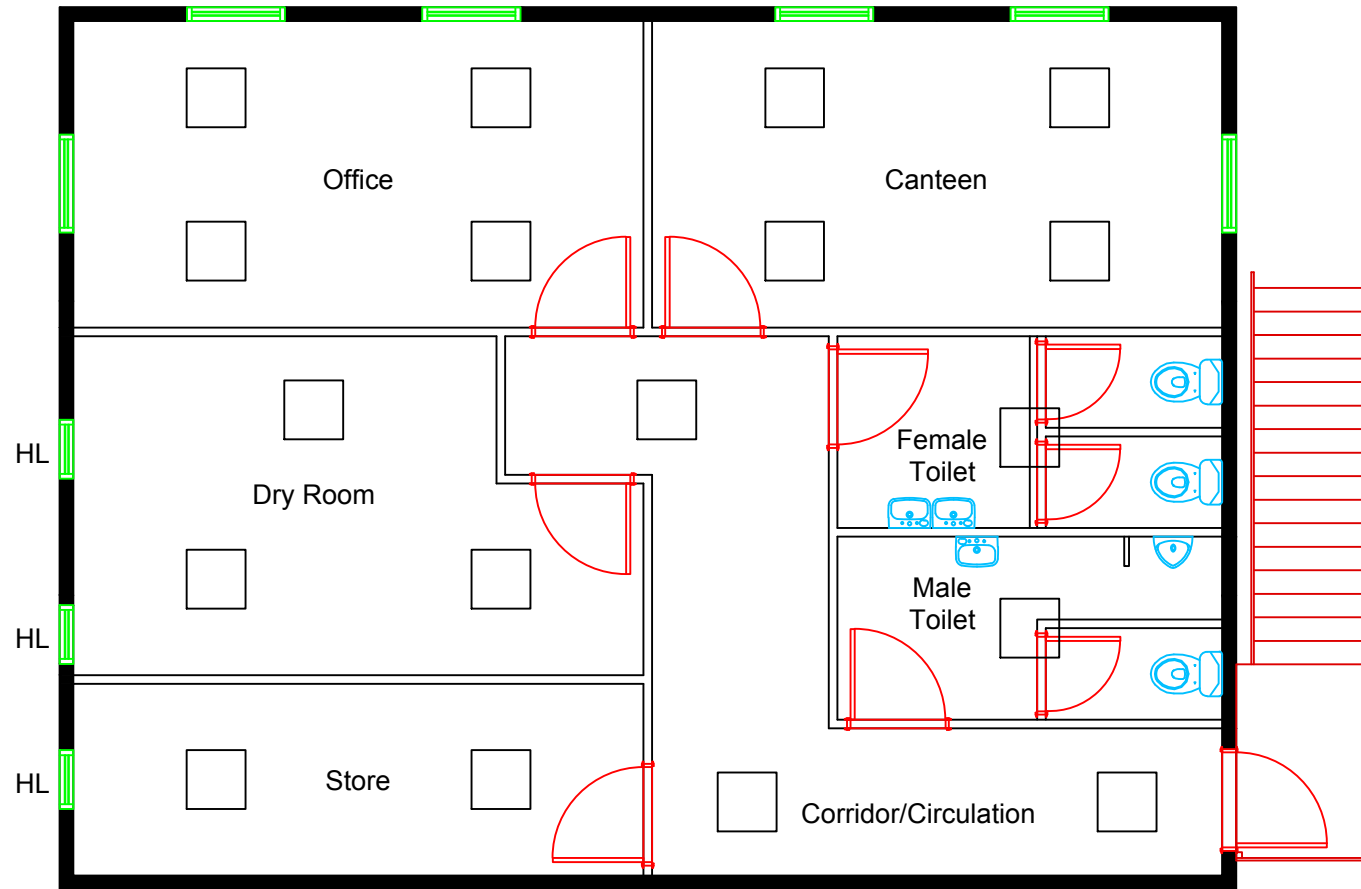 Office
Canteen
HL
Dry Room
Female
Toilet
HL
Male
Toilet
HL
Store
Corridor/Circulation